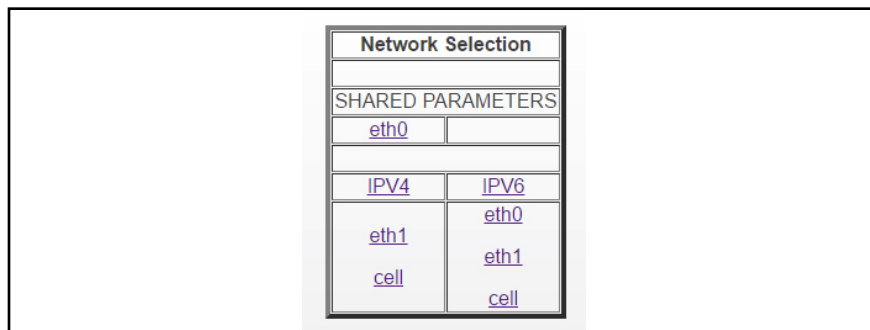 Network Selection
SHARED PARAMETERS
eth0
IPV4 IPV6
eth1
cell
eth0
eth1
cell